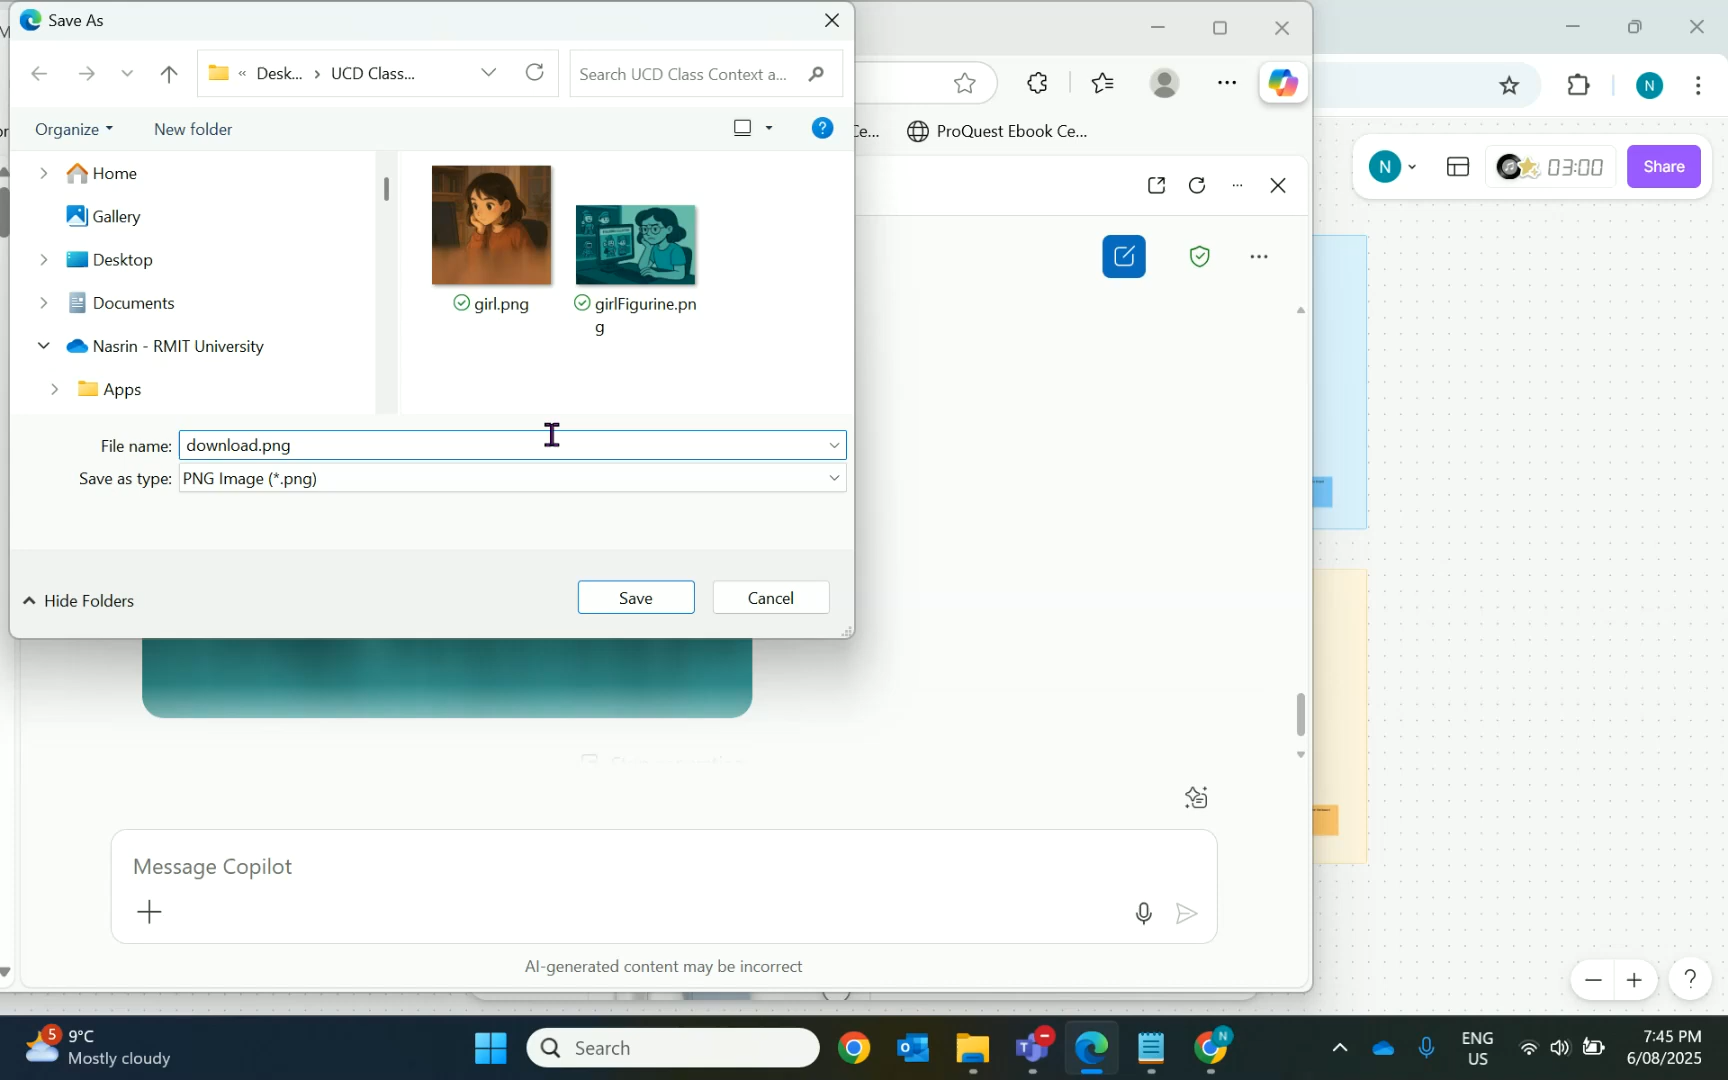 Save As
« Desk... › UCD Class...
Search UCD Class Context a...
Organize
New folder
Home
Gallery
Desktop
Documents
Nasrin - RMIT University
Apps
girl.png
girlFigurine.pn
g
File name: download.png
Save as type: PNG Image (*.png)
Hide Folders
Save
Cancel
Ce...
ProQuest Ebook Ce...
N
N
03:00
Share
Message Copilot
AI-generated content may be incorrect
5
9°C
Mostly cloudy
Search
N
ENG
US
7:45 PM
6/08/2025